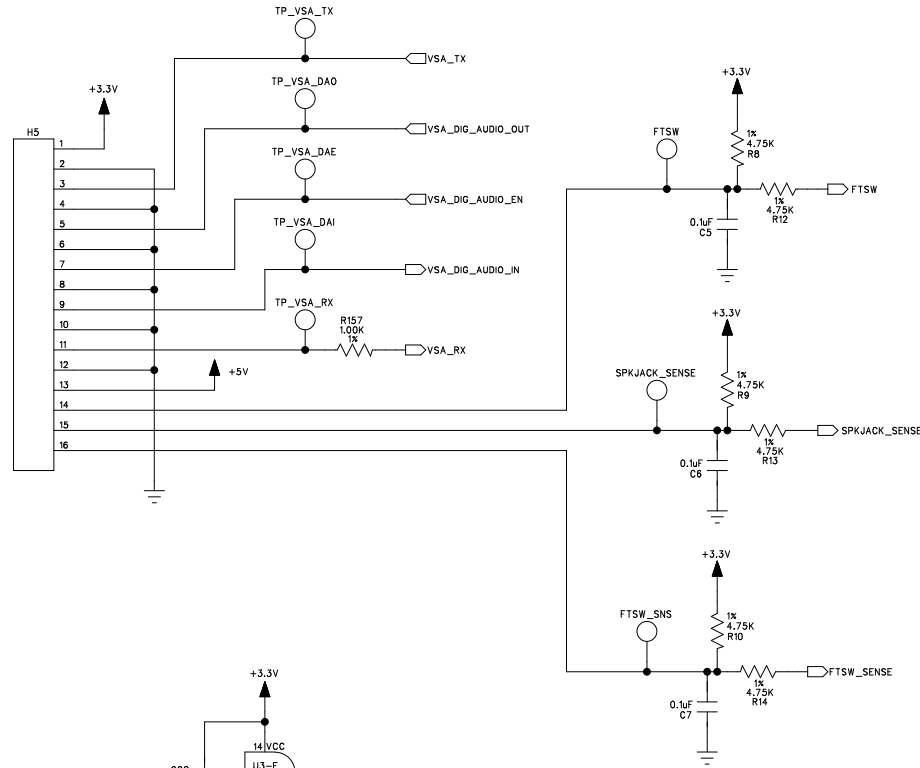 TP_VSA_TX
VSA_TX
+3.3V
TP_VSA_DAO
H5
1
VSA_DIG_AUDIO_OUT
2
TP_VSA_DAE
3
VSA_DIG_AUDIO_EN
4
TP_VSA_DAI
5
6
7
VSA_DIG_AUDIO_IN
8
9
TP_VSA_RX
10
R157
1.00K
1%
11
VSA_RX
12
+5V
13
14
15
16
+3.3V
FTSW
1%
4.75K
R8
FTSW
1%
4.75K
R12
0.1uF
C5
+3.3V
SPKJACK_SENSE
1%
4.75K
R9
SPKJACK_SENSE
1%
4.75K
R13
0.1uF
C6
+3.3V
FTSW_SNS
1%
4.75K
R10
FTSW_SENSE
1%
4.75K
R14
0.1uF
C7
+3.3V
14 VCC